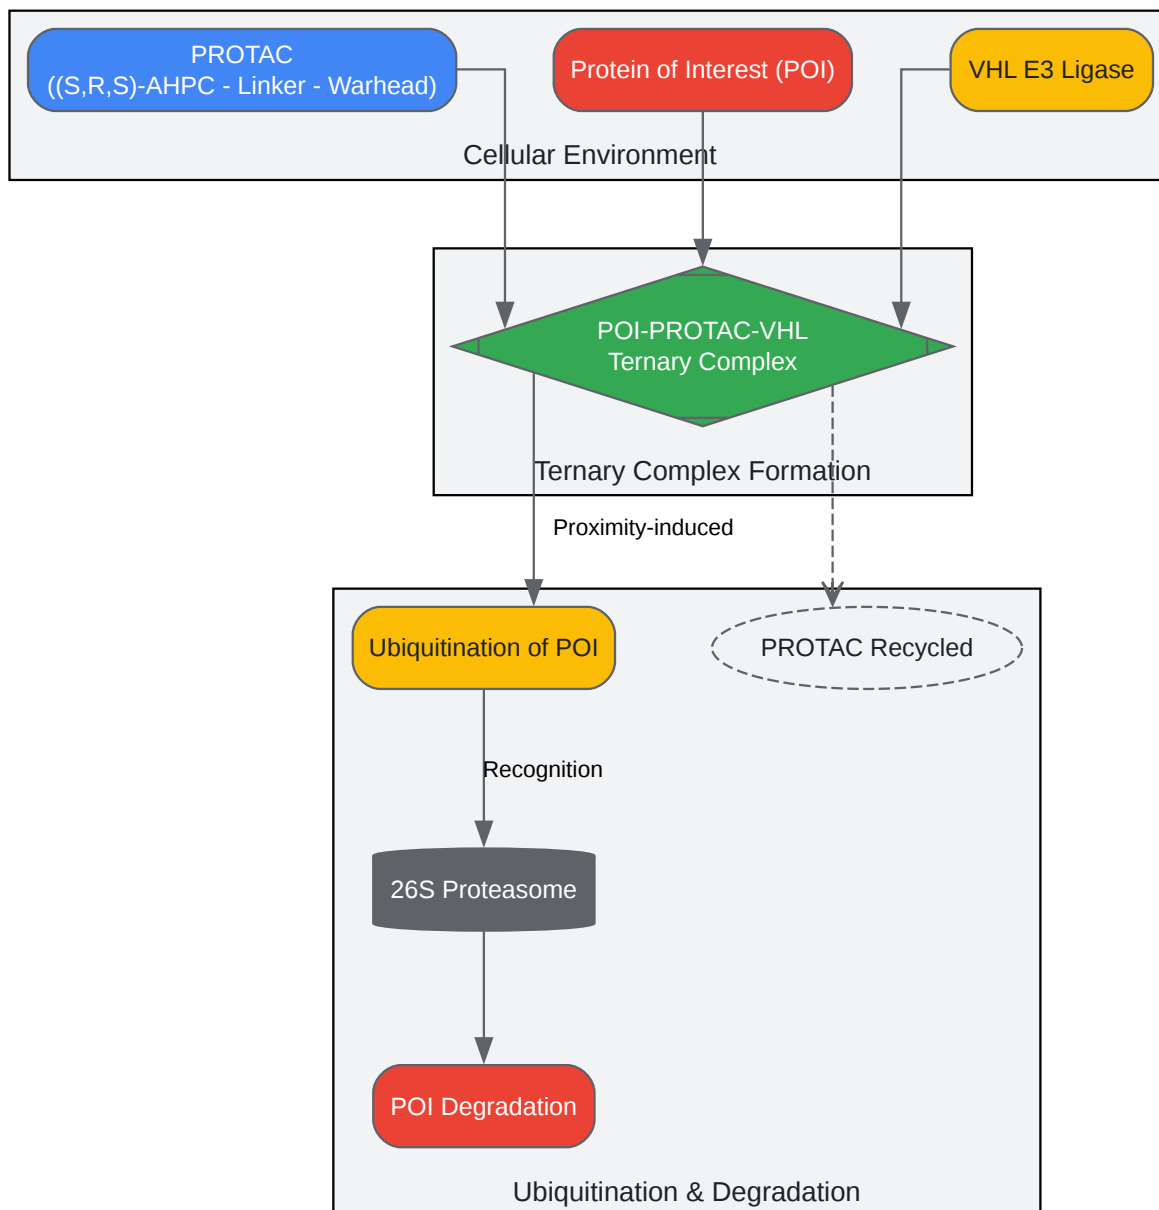 PROTAC
((S,R,S)-AHPC - Linker - Warhead)
Protein of Interest (POI)
VHL E3 Ligase
Cellular Environment
POI-PROTAC-VHL
Ternary Complex
Ternary Complex Formation
Proximity-induced
Ubiquitination of POI
PROTAC Recycled
Recognition
26S Proteasome
POI Degradation
Ubiquitination & Degradation